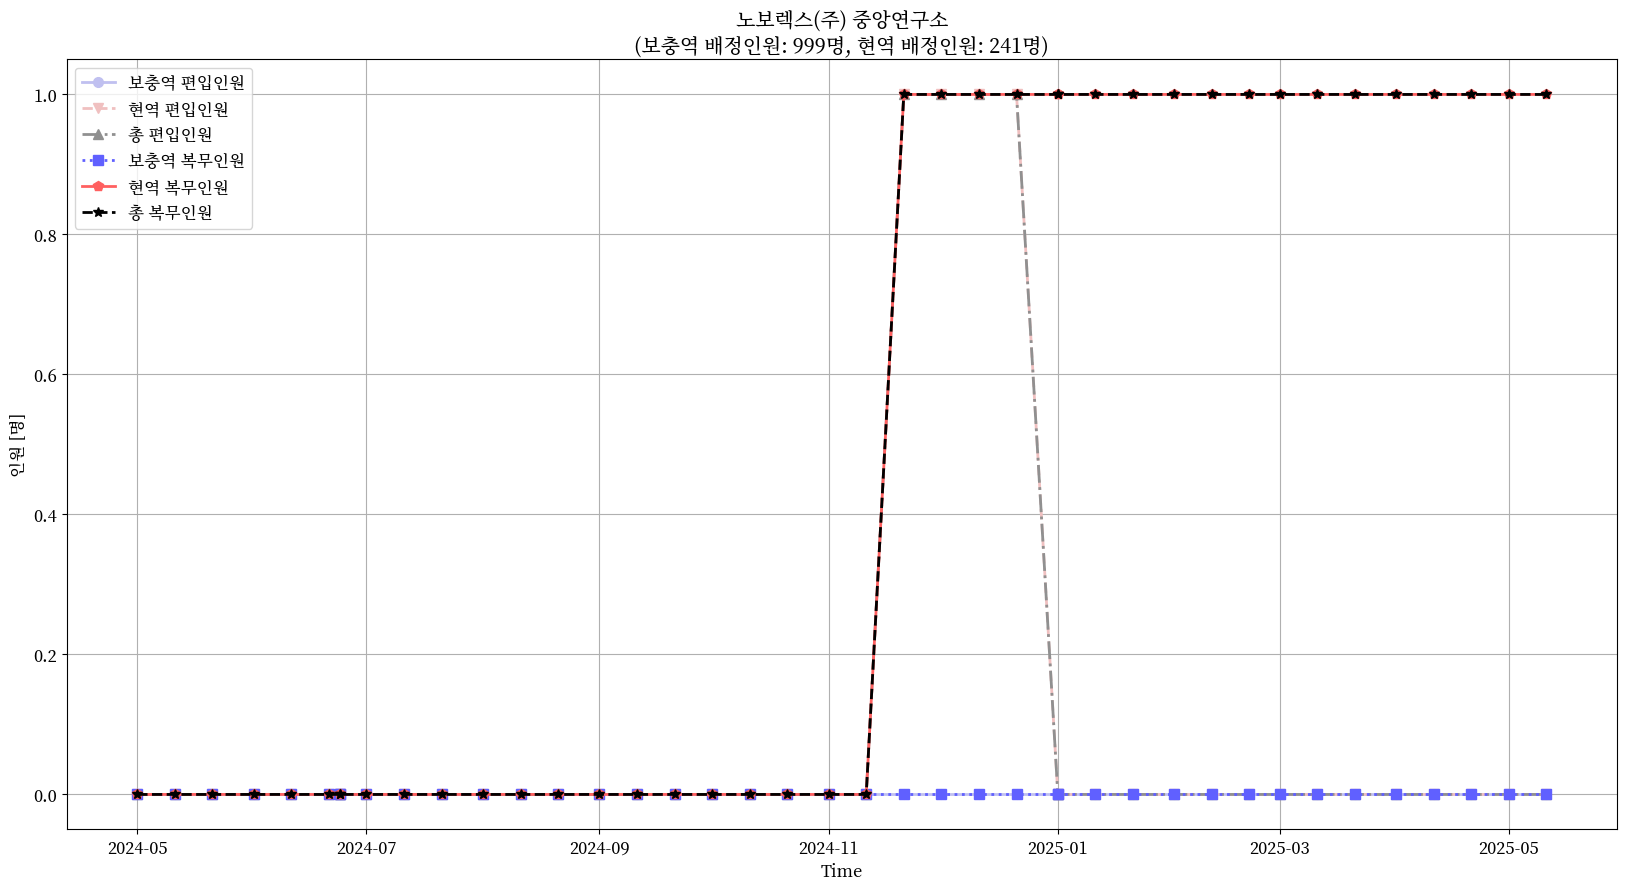 노보렉스(주) 중앙연구소
(보충역 배정인원: 999명, 현역 배정인원: 241명)
보충역 편입인원
현역 편입인원
총 편입인원
보충역 복무인원
현역 복무인원
총 복무인원
인원 [명]
1.0
0.8
0.6
0.4
0.2
0.0
2024-05
2024-07
2024-09
2024-11
2025-01
2025-03
2025-05
Time